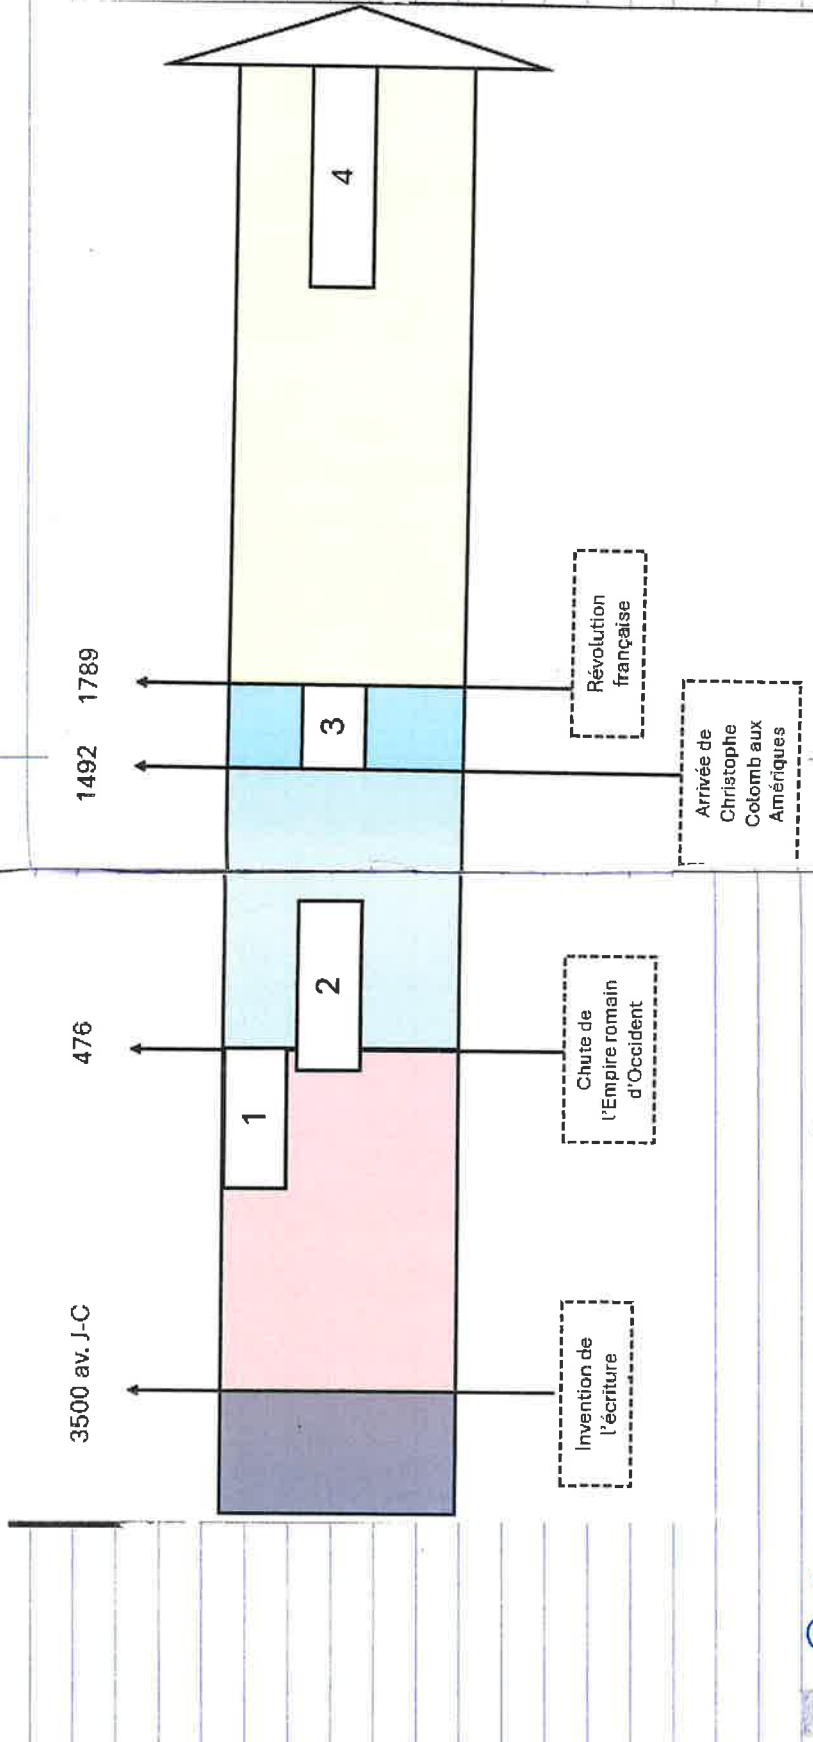 3500 av. J-C
476
1492
1789
1
2
3
4
Invention de
l'écriture
Chute de
l'Empire romain
d'Occident
Arrivée de
Christophe
Colomb aux
Amériques
Révolution
française